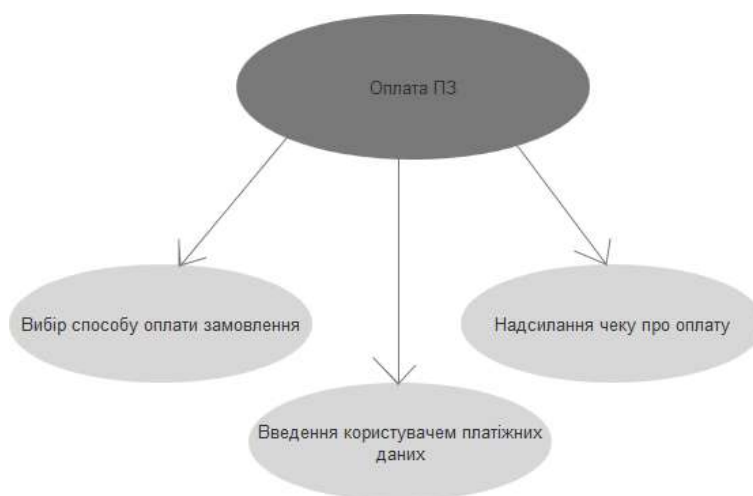 Оплата ПЗ
Вибір способу оплати замовлення
Надсилання чеку про оплату
Введення користувачем платіжних
даних